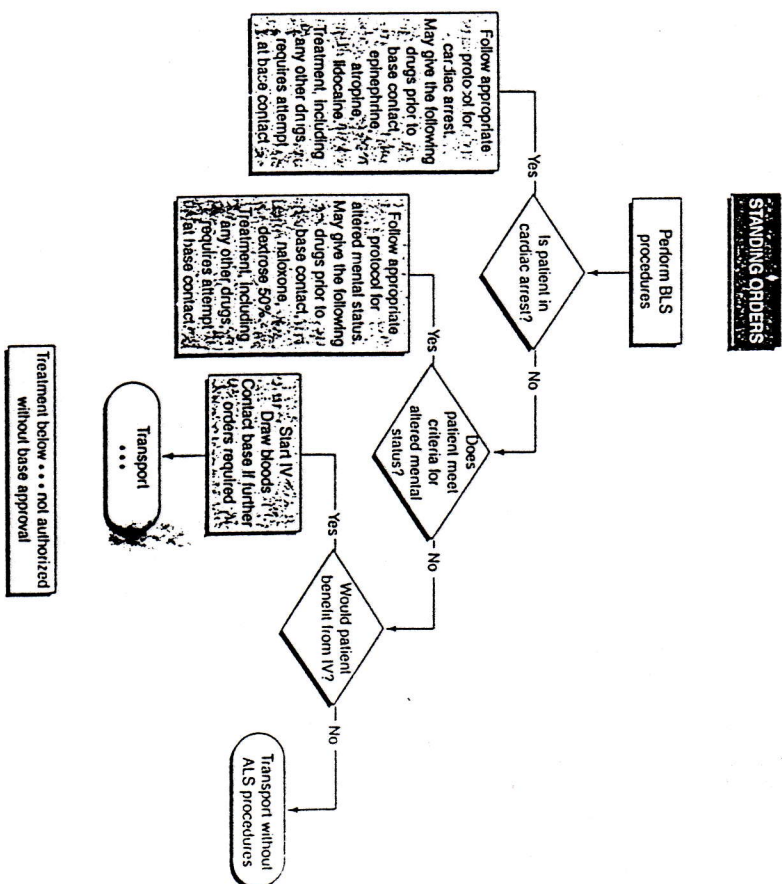 STANDING ORDERS
Perform BLS
procedures
Is patient in
cardiac arrest?
Yes
No
Follow appropriate
protocol for
cardiac arrest.
May give the following
drugs prior to
base contact,
epinephrine,
atropine,
lidocaine.
Treatment, including
any other drugs,
requires attempt
at base contact
Does
patient meet
criteria for
altered mental
status?
Yes
No
Follow appropriate
protocol for
altered mental status.
May give the following
drugs prior to
base contact,
naloxone,
dextrose 50%.
Treatment, including
any other drugs,
requires attempt
at base contact
Would patient
benefit from IV?
Yes
No
Start IV
Draw bloods
Contact base if further
orders required
Transport
• • •
Transport without
ALS procedures
Treatment below • • • not authorized
without base approval